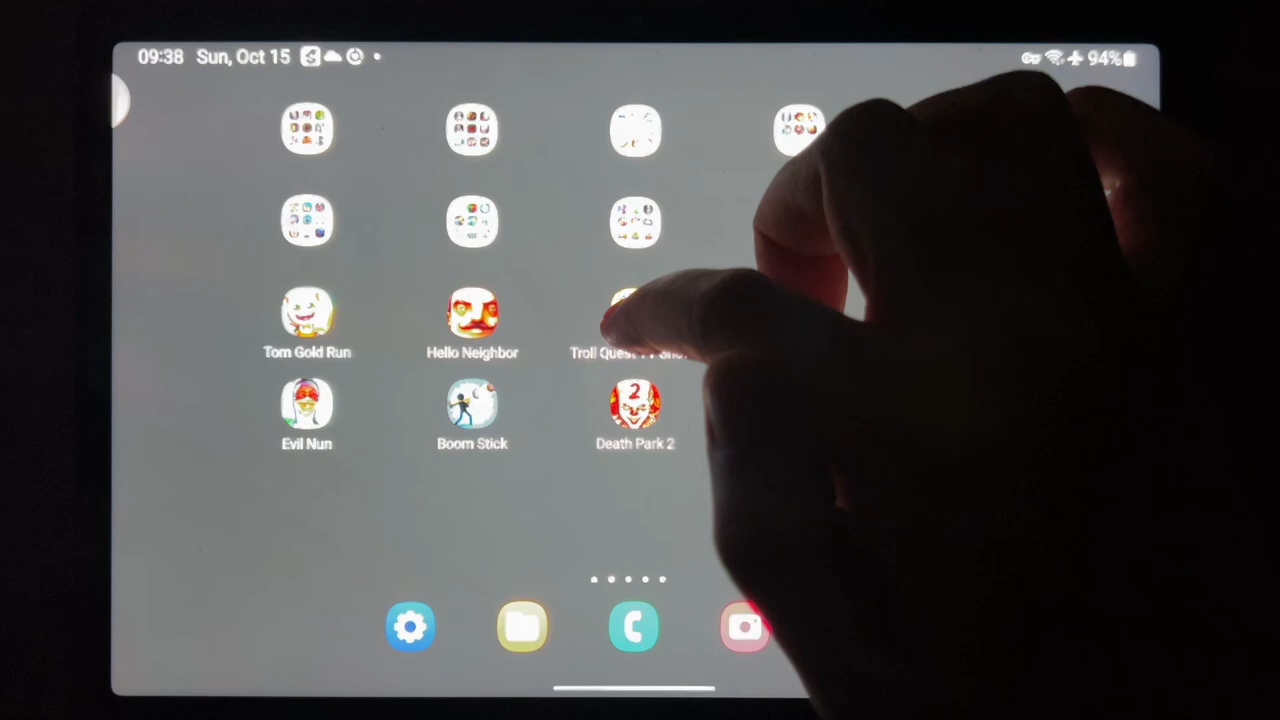 09:38 Sun, Oct 15 94%
Tom Gold Run
Hello Neighbor
Troll Quest
Evil Nun
Boom Stick
2
Death Park 2